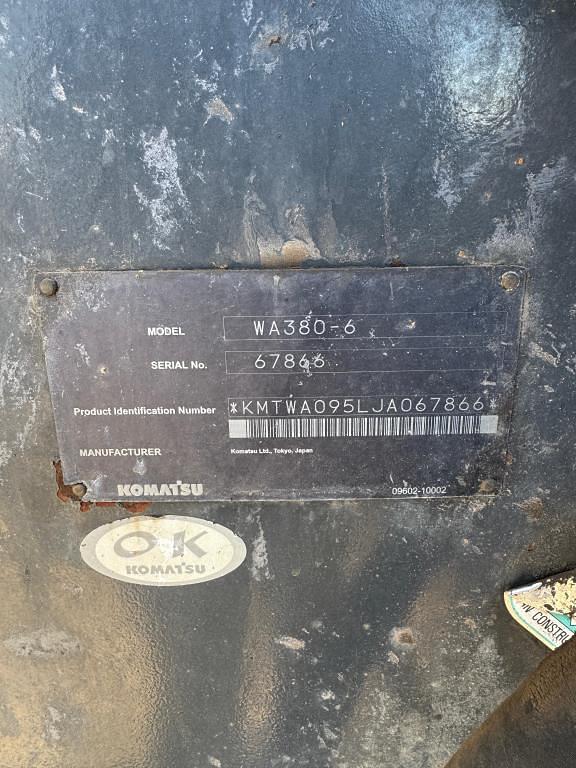 MODEL WA380-6
SERIAL No. 67866
Product Identification Number *KMTWA095LJA067866*
MANUFACTURER Komatsu Ltd., Tokyo, Japan
KOMATSU 09602-10002
OK
KOMATSU
CONSTRU